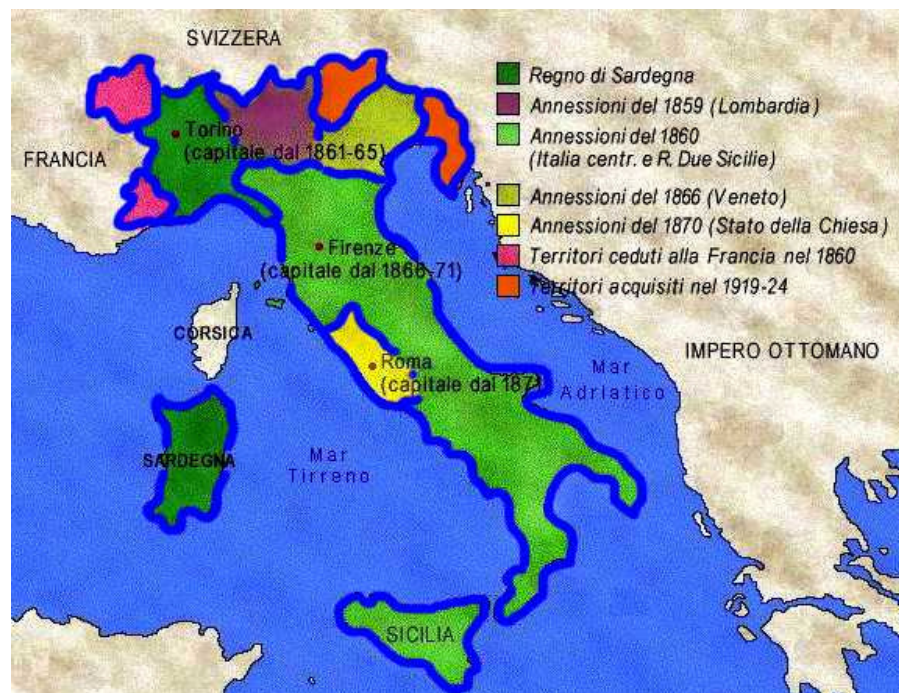 SVIZZERA
Regno di Sardegna
Annessioni del 1859 (Lombardia)
Annessioni del 1860
(Italia centr. e R. Due Sicilie)
Annessioni del 1866 (Veneto)
Annessioni del 1870 (Stato della Chiesa)
Territori ceduti alla Francia nel 1860
Territori acquisiti nel 1919-24
Torino
(capitale dal 1861-65)
FRANCIA
Firenze
(capitale dal 1866-71)
CORSICA
Roma
(capitale dal 1871
IMPERO OTTOMANO
Mar
Adriatico
SARDEGNA
Mar
Tirreno
SICILIA